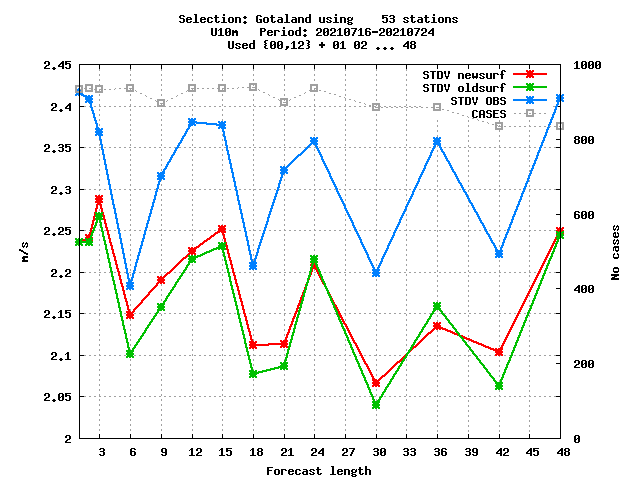 Selection: Gotaland using    53 stations
U10m   Period: 20210716-20210724
Used {00,12} + 01 02 ... 48
STDV newsurf
STDV oldsurf
STDV OBS
CASES
2.45
2.4
2.35
2.3
2.25
2.2
2.15
2.1
2.05
2
m/s
1000
800
600
400
200
0
No cases
3 6 9 12 15 18 21 24 27 30 33 36 39 42 45 48
Forecast length